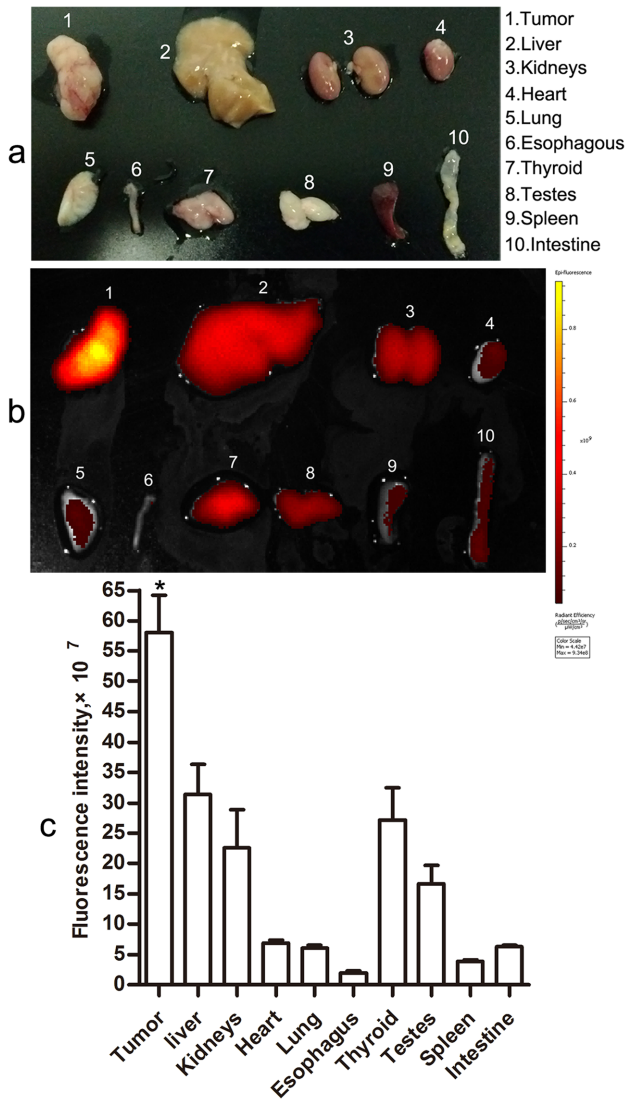 1 2 3 4
1.Tumor
2.Liver
3.Kidneys
4.Heart
5.Lung
6.Esophagous
7.Thyroid
8.Testes
9.Spleen
10.Intestine
a
5 6 7 8 9 10
b
1 2 3 4
5 6 7 8 9 10
Epi-fluorescence
0.8
0.6
x10⁹
0.4
0.2
Radiant Efficiency
Color Scale
Min = 4.42e7
Max = 9.34e8
c
Fluorescence intensity,× 10 7
65
60
55
50
45
40
35
30
25
20
15
10
5
0
*
Tumor
liver
Kidneys
Heart
Lung
Esophagus
Thyroid
Testes
Spleen
Intestine